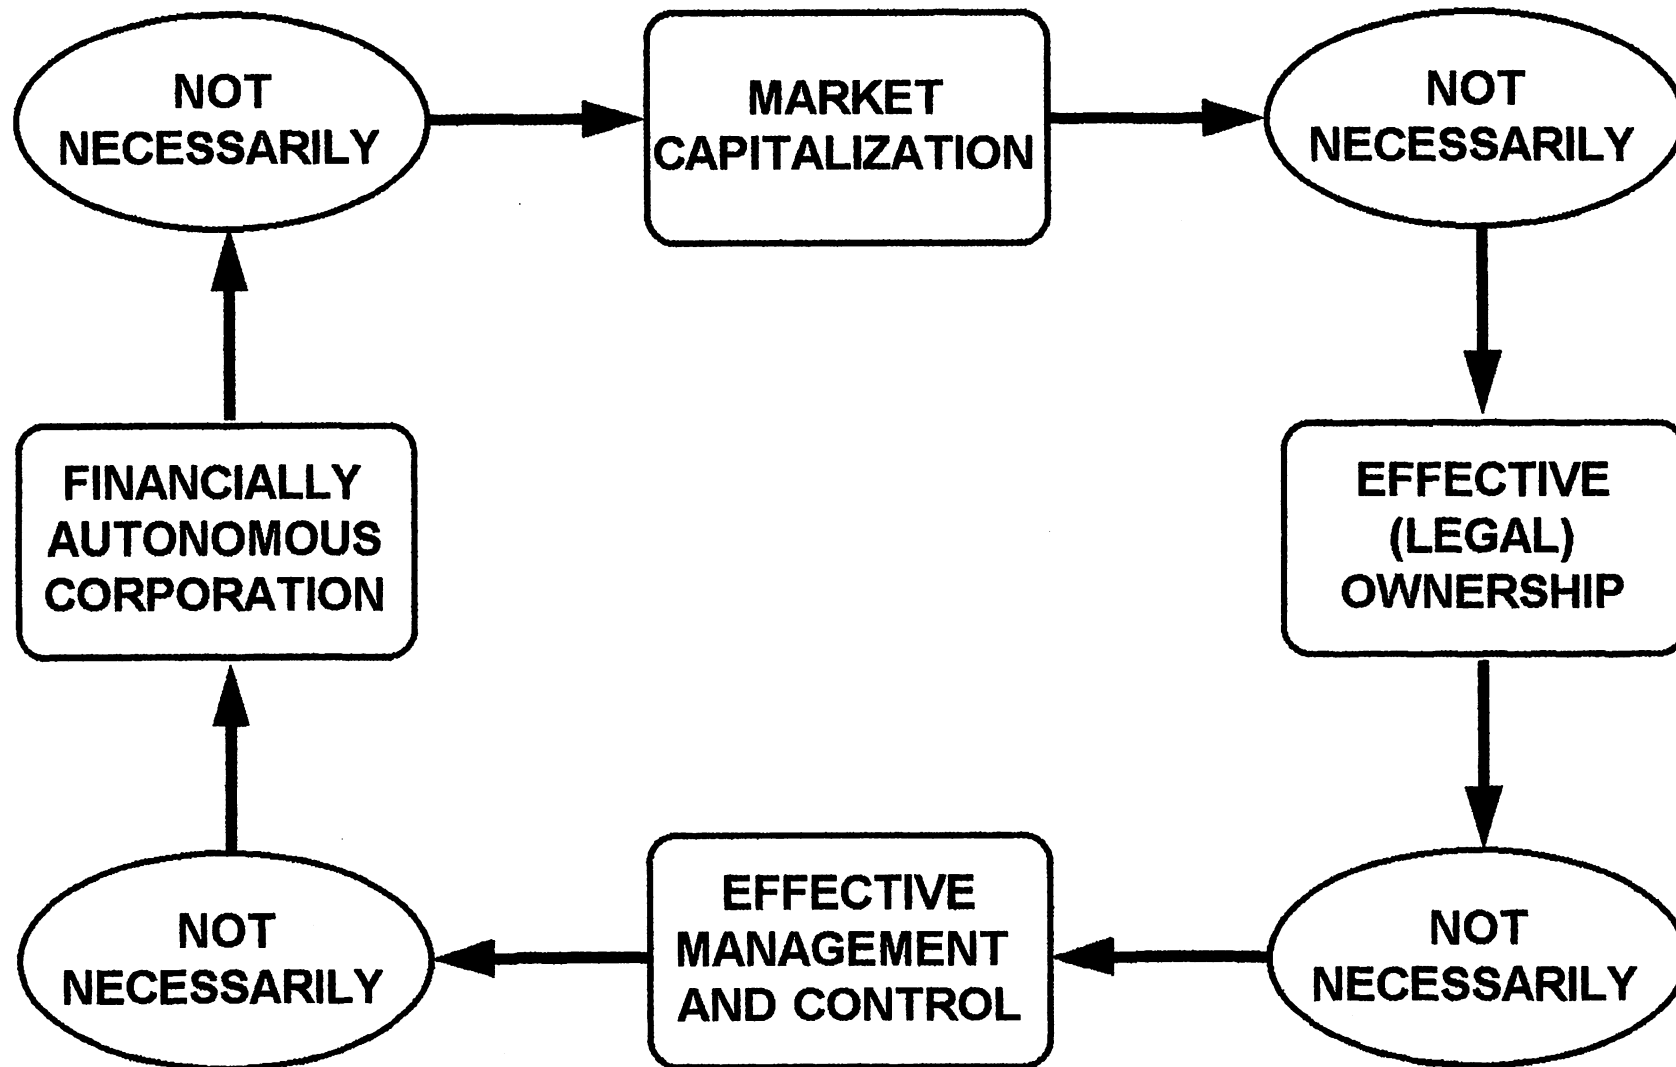 NOT
NECESSARILY
MARKET
CAPITALIZATION
NOT
NECESSARILY
FINANCIALLY
AUTONOMOUS
CORPORATION
EFFECTIVE
(LEGAL)
OWNERSHIP
NOT
NECESSARILY
EFFECTIVE
MANAGEMENT
AND CONTROL
NOT
NECESSARILY